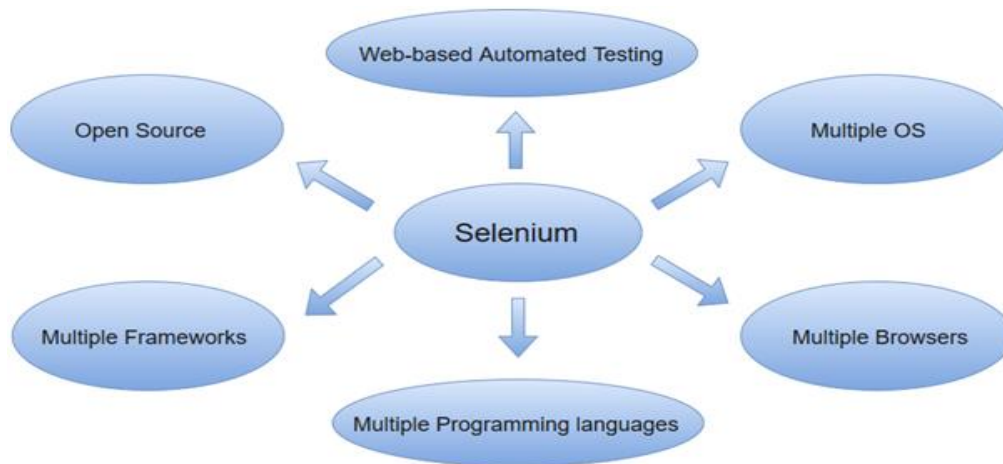 Web-based Automated Testing
Open Source
Multiple OS
Selenium
Multiple Frameworks
Multiple Browsers
Multiple Programming languages